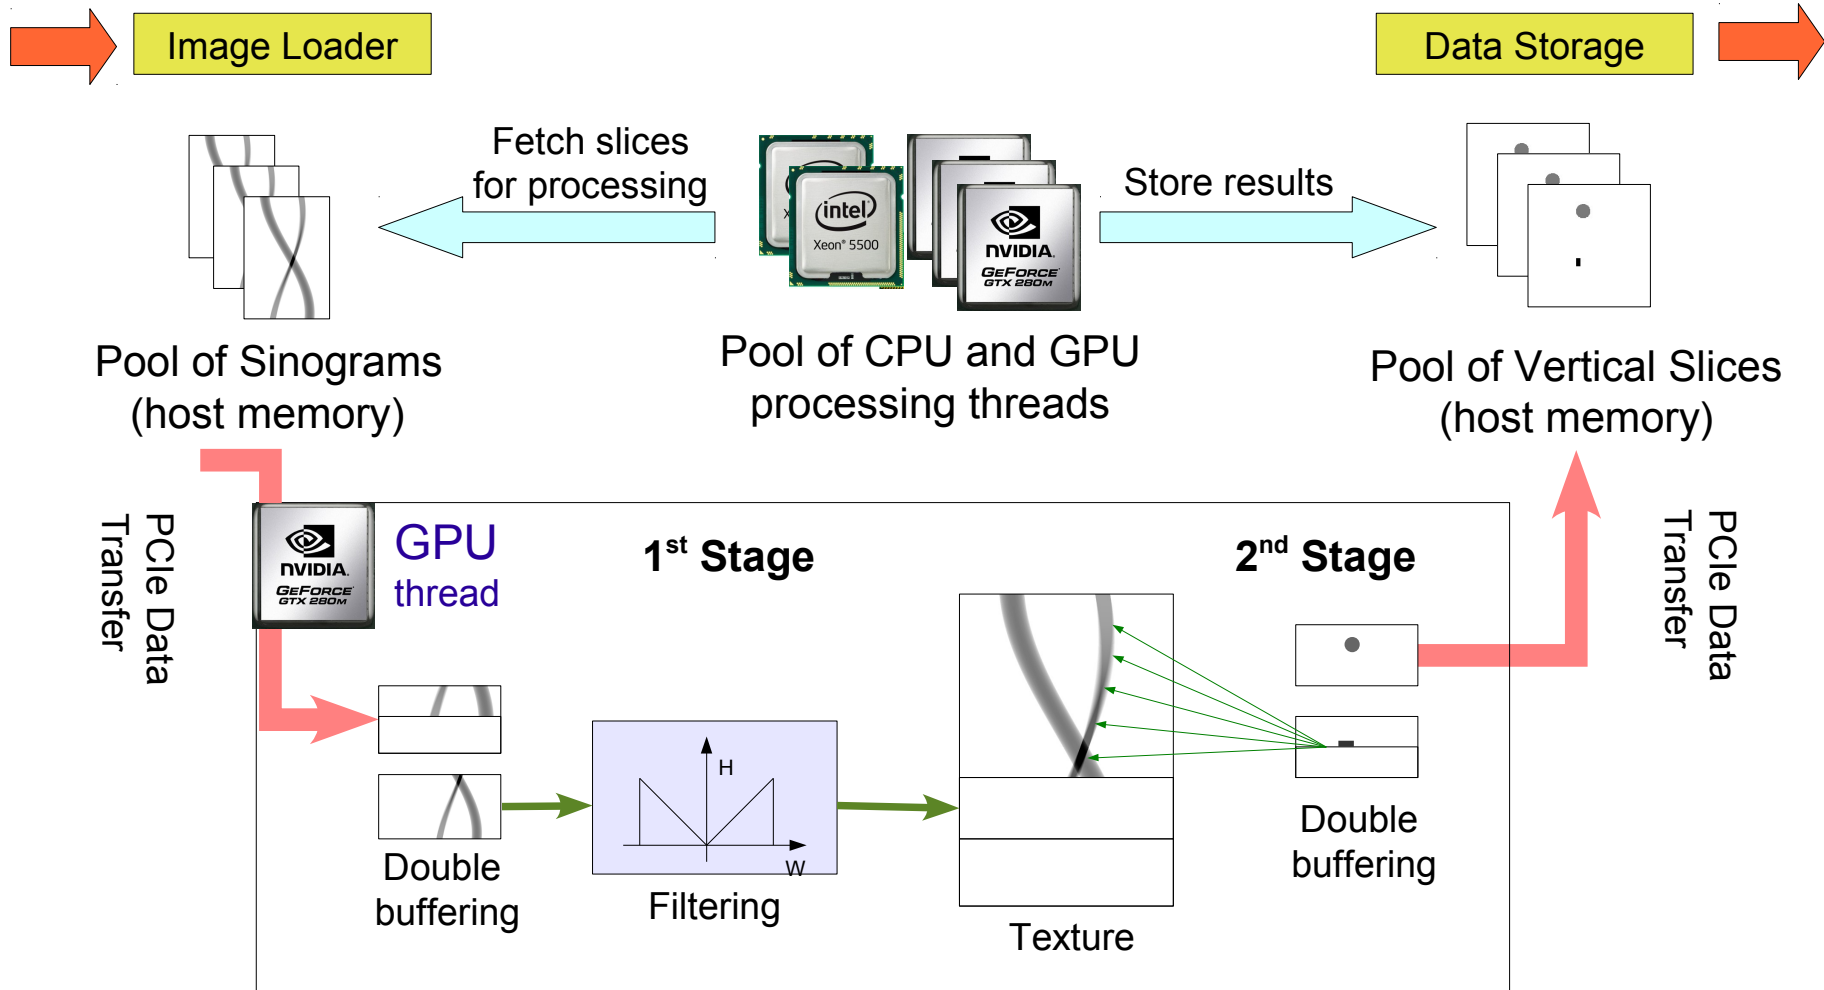 Image Loader
Data Storage
Fetch slices
for processing
Store results
intel
Xeon® 5500
NVIDIA.
GEFORCE
GTX 280M
Pool of Sinograms
(host memory)
Pool of CPU and GPU
processing threads
Pool of Vertical Slices
(host memory)
PCIe Data
Transfer
NVIDIA.
GEFORCE
GTX 280M
GPU
thread
1st Stage
2nd Stage
PCIe Data
Transfer
H
W
Double
buffering
Filtering
Texture
Double
buffering